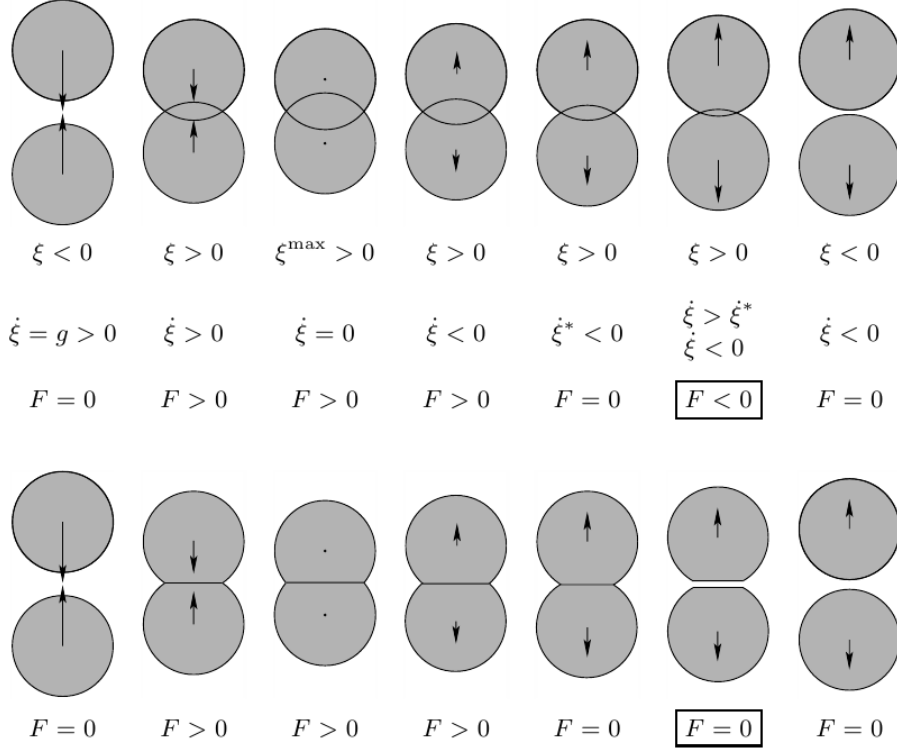 ξ < 0 ξ > 0 ξ^max > 0 ξ > 0 ξ > 0 ξ > 0 ξ < 0
ξ̇ = g > 0 ξ̇ > 0 ξ̇ = 0 ξ̇ < 0 ξ̇* < 0 ξ̇ > ξ̇* ξ̇ < 0
ξ̇ < 0
F = 0 F > 0 F > 0 F > 0 F = 0 F < 0 F = 0
F = 0 F > 0 F > 0 F > 0 F = 0 F = 0 F = 0